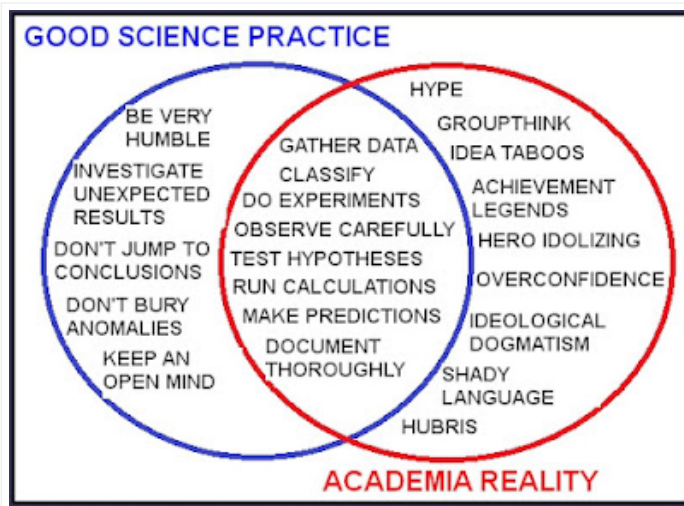 GOOD SCIENCE PRACTICE
BE VERY
HUMBLE
INVESTIGATE
UNEXPECTED
RESULTS
DON'T JUMP TO
CONCLUSIONS
DON'T BURY
ANOMALIES
KEEP AN
OPEN MIND
GATHER DATA
CLASSIFY
DO EXPERIMENTS
OBSERVE CAREFULLY
TEST HYPOTHESES
RUN CALCULATIONS
MAKE PREDICTIONS
DOCUMENT
THOROUGHLY
HYPE
GROUPTHINK
IDEA TABOOS
ACHIEVEMENT
LEGENDS
HERO IDOLIZING
OVERCONFIDENCE
IDEOLOGICAL
DOGMATISM
SHADY
LANGUAGE
HUBRIS
ACADEMIA REALITY